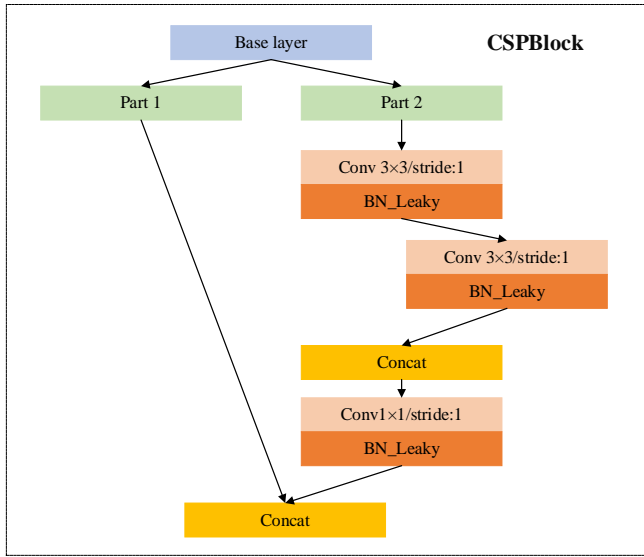 Base layer
CSPBlock
Part 1
Part 2
Conv 3×3/stride:1
BN_Leaky
Conv 3×3/stride:1
BN_Leaky
Concat
Conv1×1/stride:1
BN_Leaky
Concat